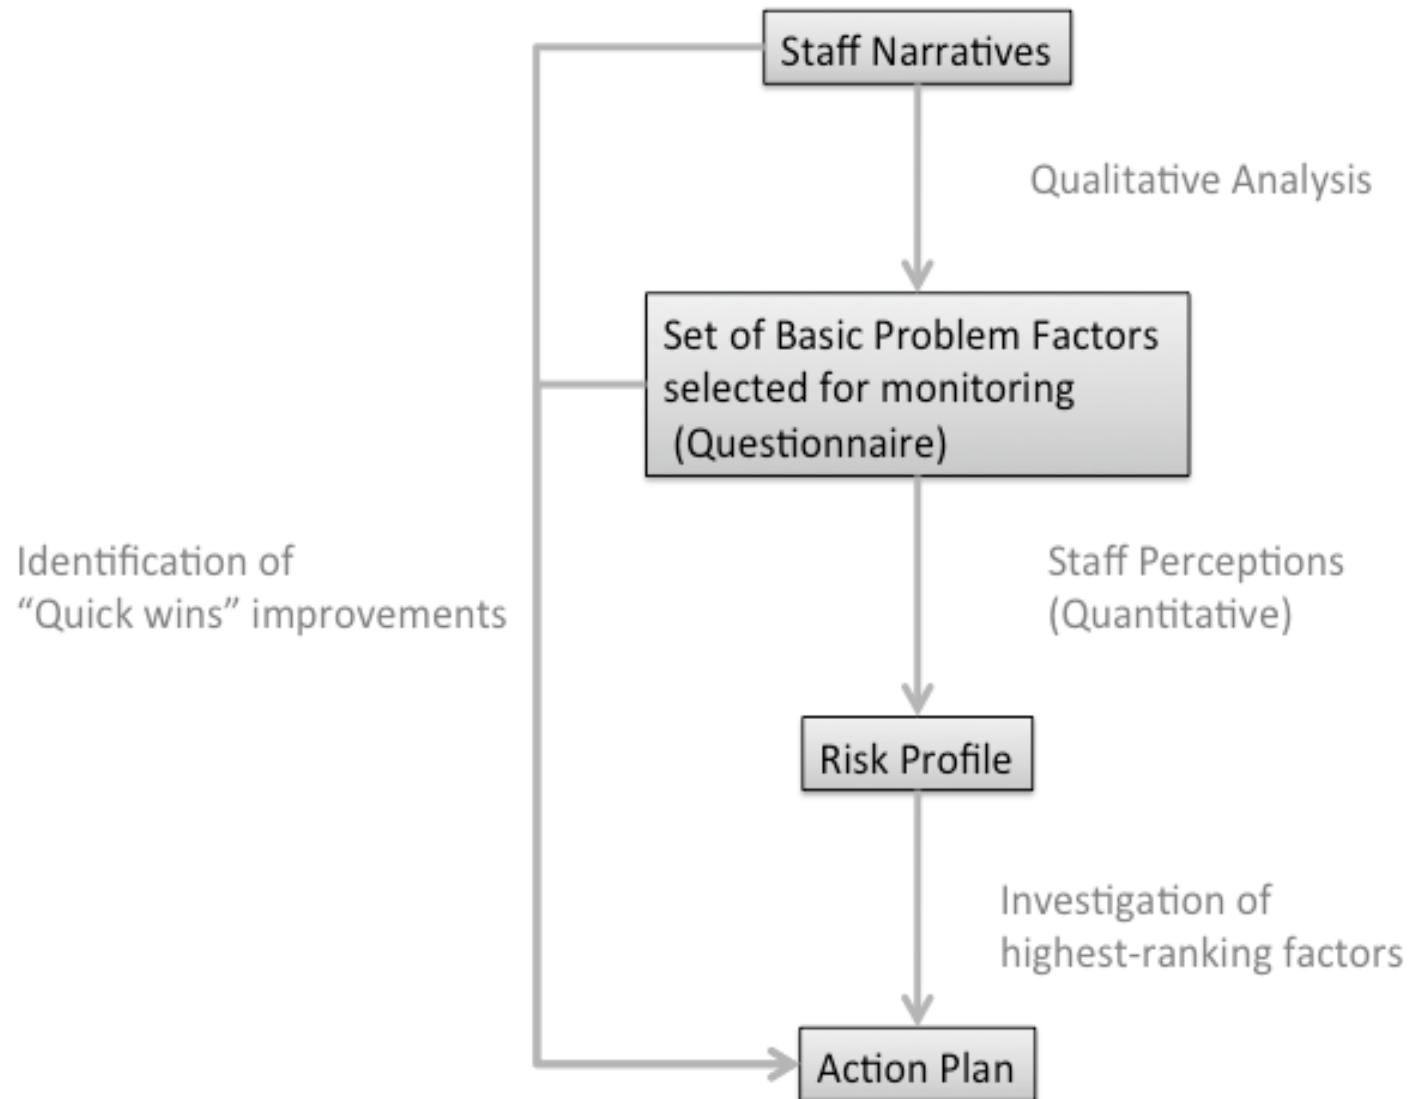 Staff Narratives
Qualitative Analysis
Set of Basic Problem Factors
selected for monitoring
(Questionnaire)
Identification of
“Quick wins” improvements
Staff Perceptions
(Quantitative)
Risk Profile
Investigation of
highest-ranking factors
Action Plan